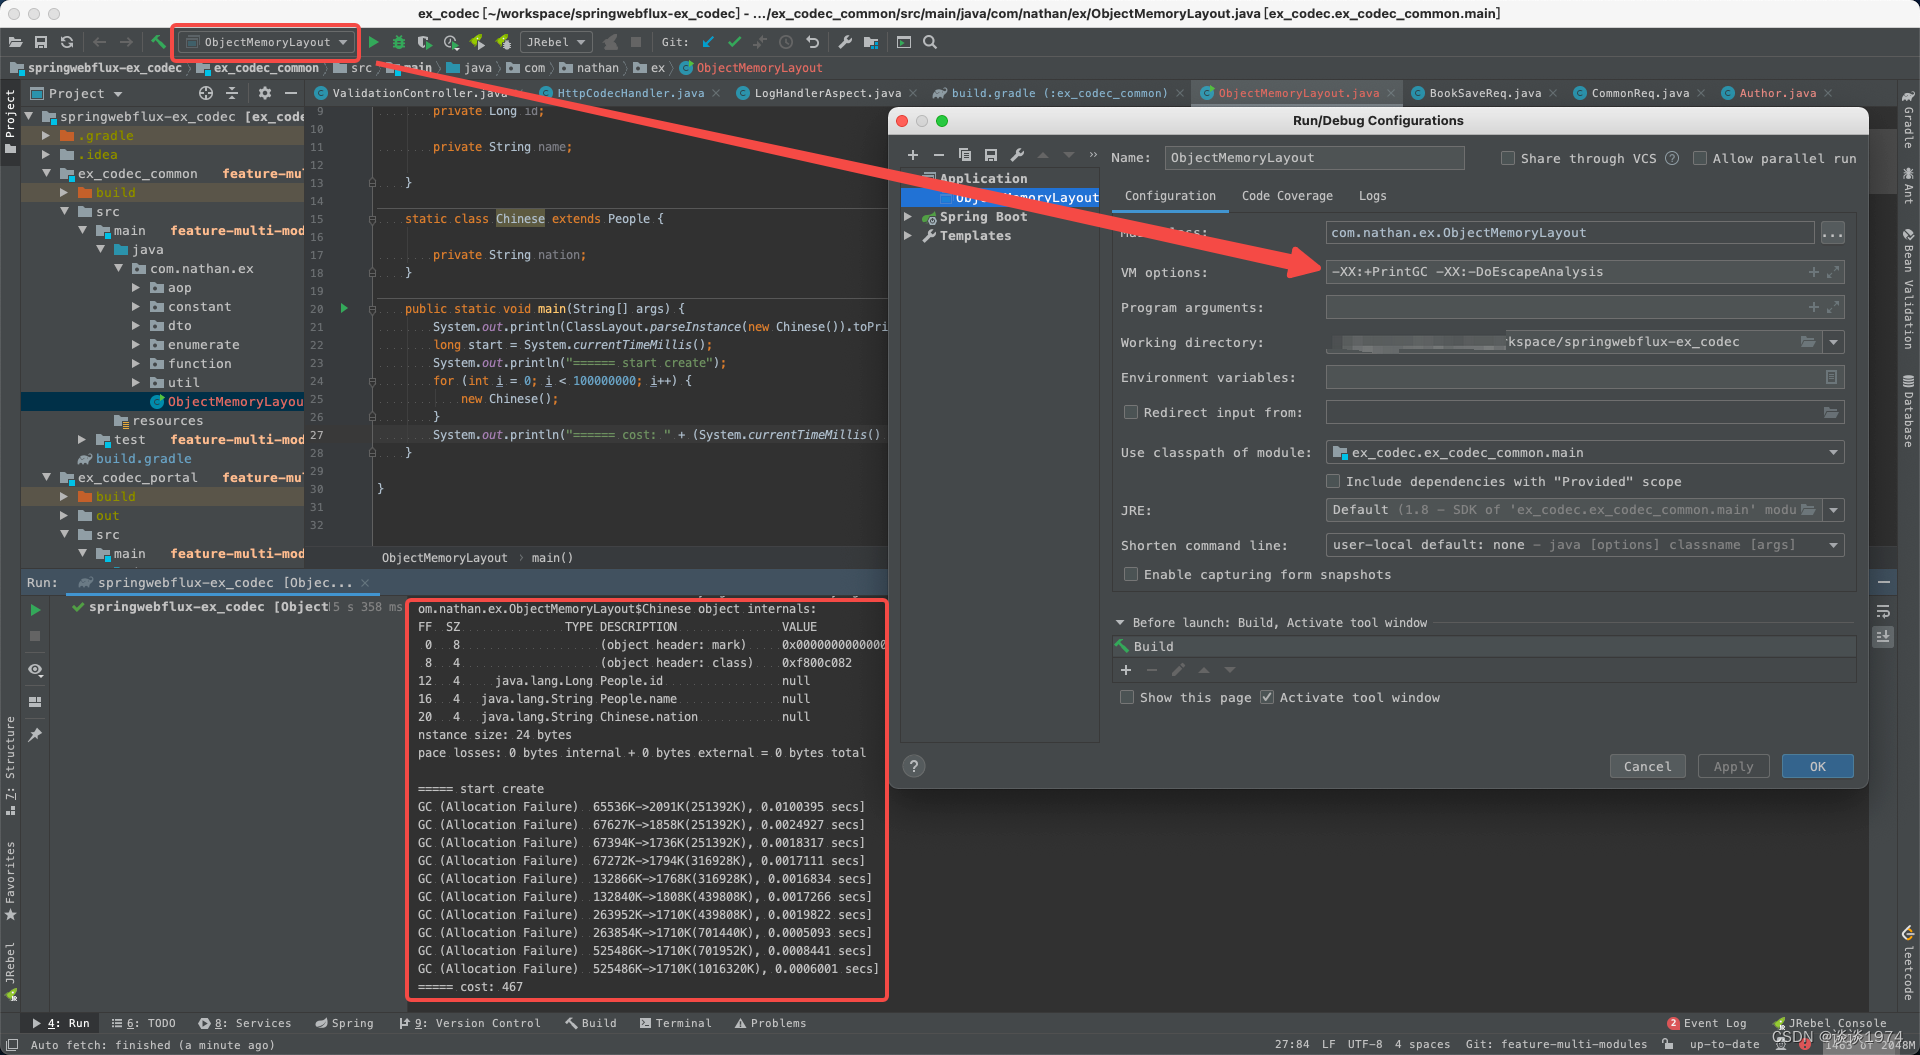 ex_codec [~/workspace/springwebflux-ex_codec] – .../ex_codec_common/src/main/java/com/nathan/ex/ObjectMemoryLayout.java [ex_codec.ex_codec_common.main]
ObjectMemoryLayout
JRebel
Git:
springwebflux-ex_codec
ex_codec_common
src
main
java
com
nathan
ex
ObjectMemoryLayout
Project
ValidationController.java
HttpCodecHandler.java
LogHandlerAspect.java
build.gradle (:ex_codec_common)
ObjectMemoryLayout.java
BookSaveReq.java
CommonReq.java
Author.java
Project
springwebflux-ex_codec [ex_code
.gradle
.idea
ex_codec_common feature-mul
build
src
main feature-multi-mod
java
com.nathan.ex
aop
constant
dto
enumerate
function
util
ObjectMemoryLayou
resources
test feature-multi-mod
build.gradle
ex_codec_portal feature-mul
build
out
src
main feature-multi-mod
9 private Long id;
10
11 private String name;
12
13 }
14
15 static class Chinese extends People {
16
17 private String nation;
18 }
19
20 public static void main(String[] args) {
21 System.out.println(ClassLayout.parseInstance(new Chinese()).toPri
22 long start = System.currentTimeMillis();
23 System.out.println("====== start create");
24 for (int i = 0; i < 100000000; i++) {
25 new Chinese();
26 }
27 System.out.println("====== cost: " + (System.currentTimeMillis()
28 }
29
30 }
31
32
ObjectMemoryLayout › main()
Run/Debug Configurations
Application
ObjectMemoryLayout
Spring Boot
Templates
Name: ObjectMemoryLayout
Share through VCS
Allow parallel run
Configuration
Code Coverage
Logs
com.nathan.ex.ObjectMemoryLayout
...
VM options: -XX:+PrintGC -XX:-DoEscapeAnalysis
Program arguments:
Working directory: kspace/springwebflux-ex_codec
Environment variables:
Redirect input from:
Use classpath of module: ex_codec.ex_codec_common.main
Include dependencies with "Provided" scope
JRE: Default (1.8 – SDK of 'ex_codec.ex_codec_common.main' modu
Shorten command line: user-local default: none – java [options] classname [args]
Enable capturing form snapshots
Before launch: Build, Activate tool window
Build
Show this page
Activate tool window
?
Cancel
Apply
OK
Run: springwebflux-ex_codec [Objec...
springwebflux-ex_codec [Object 5 s 358 ms
om.nathan.ex.ObjectMemoryLayout$Chinese object internals:
FF SZ TYPE DESCRIPTION VALUE
0 8 (object header: mark) 0x0000000000000
8 4 (object header: class) 0xf800c082
12 4 java.lang.Long People.id null
16 4 java.lang.String People.name null
20 4 java.lang.String Chinese.nation null
nstance size: 24 bytes
pace losses: 0 bytes internal + 0 bytes external = 0 bytes total
===== start create
GC (Allocation Failure) 65536K->2091K(251392K), 0.0100395 secs]
GC (Allocation Failure) 67627K->1858K(251392K), 0.0024927 secs]
GC (Allocation Failure) 67394K->1736K(251392K), 0.0018317 secs]
GC (Allocation Failure) 67272K->1794K(316928K), 0.0017111 secs]
GC (Allocation Failure) 132866K->1768K(316928K), 0.0016834 secs]
GC (Allocation Failure) 132840K->1808K(439808K), 0.0017266 secs]
GC (Allocation Failure) 263952K->1710K(439808K), 0.0019822 secs]
GC (Allocation Failure) 263854K->1710K(701440K), 0.0005093 secs]
GC (Allocation Failure) 525486K->1710K(701952K), 0.0008441 secs]
GC (Allocation Failure) 525486K->1710K(1016320K), 0.0006001 secs]
===== cost: 467
Z: Structure
Favorites
JRebel
Gradle
Ant
Bean Validation
Database
leetcode
4: Run
6: TODO
8: Services
Spring
9: Version Control
Build
Terminal
Problems
2 Event Log
JRebel Console
Auto fetch: finished (a minute ago)
27:84 LF UTF-8 4 spaces Git: feature-multi-modules up-to-date
1463 of 2048M
CSDN @谈谈1974